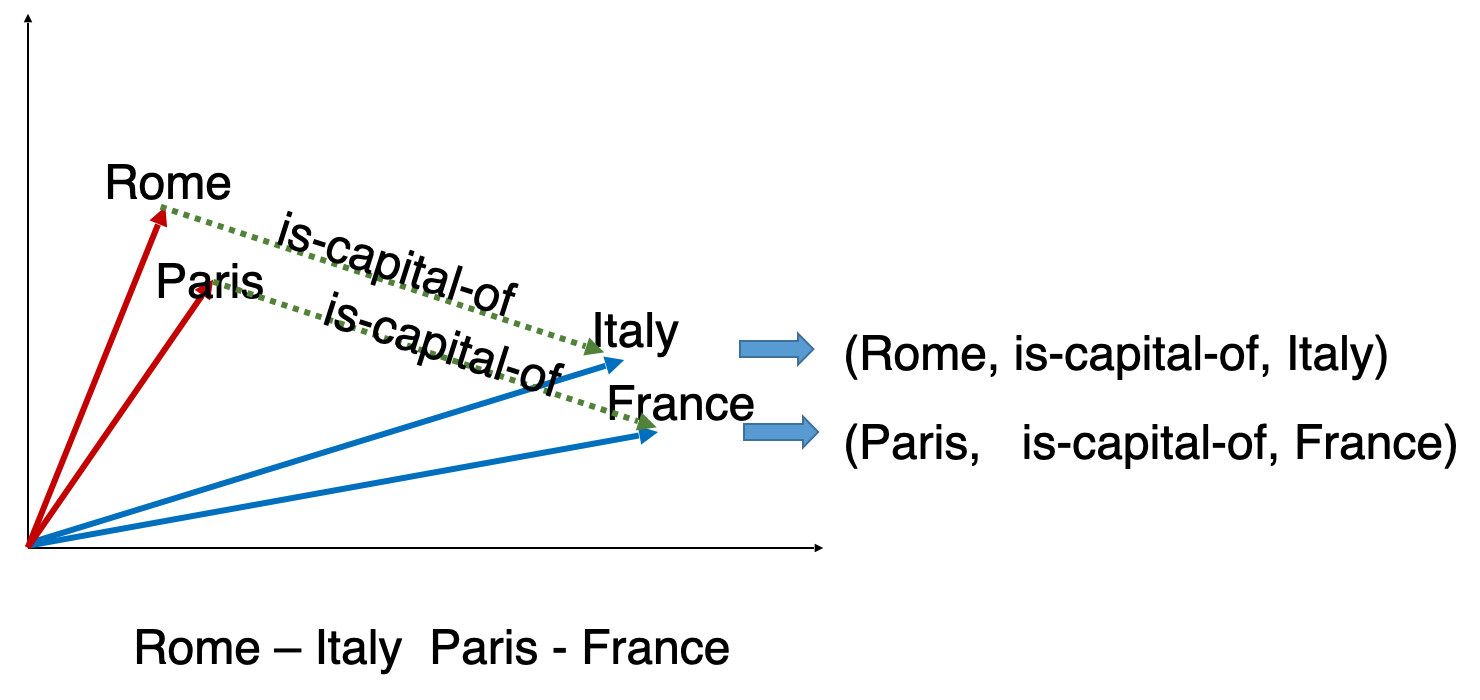 Rome
is-capital-of
Paris
is-capital-of
Italy
(Rome, is-capital-of, Italy)
France
(Paris, is-capital-of, France)
Rome – Italy Paris - France